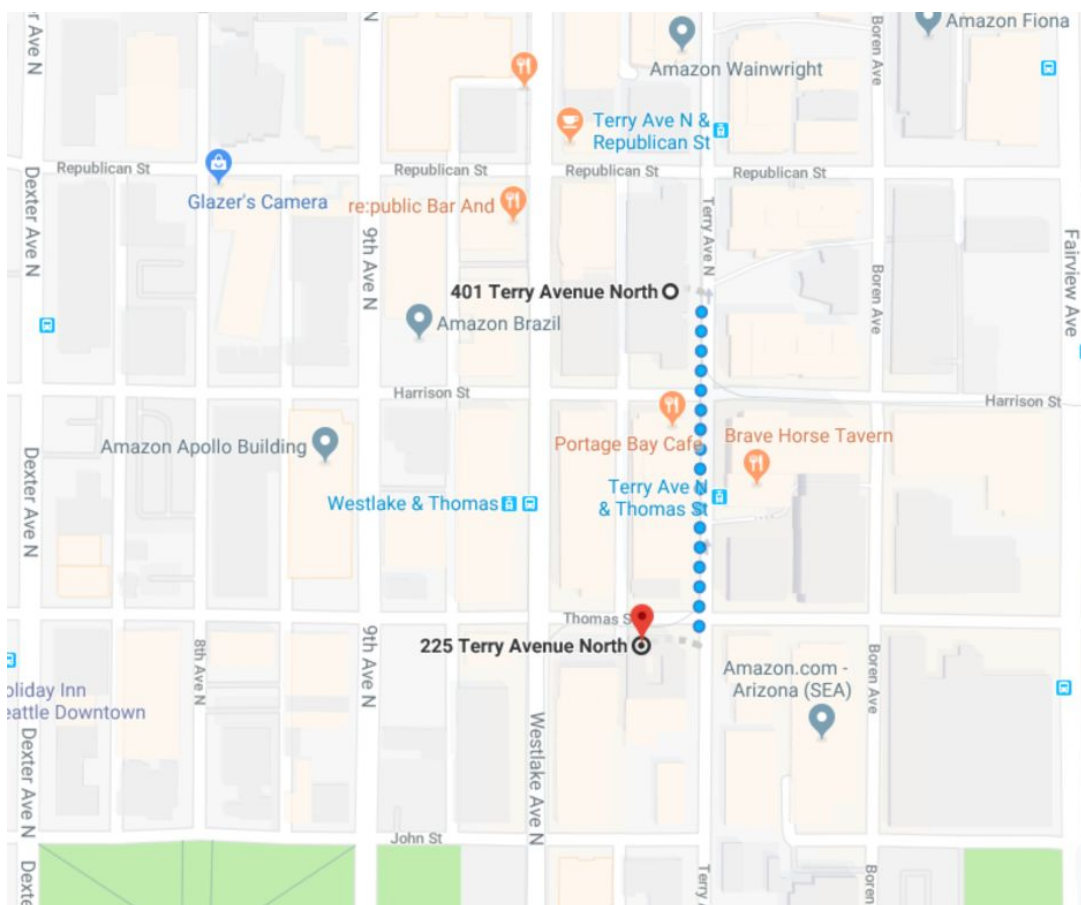 r Ave N
N
Boren Ave
Amazon Fiona
Amazon Wainwright
Terry Ave N &
Republican St
Republican St
Republican St
Republican St
Republican St
Dexter Ave N
Glazer's Camera
re:public Bar And
9th Ave N
Terry Ave N
Boren Ave
Fairview Ave
401 Terry Avenue North
Amazon Brazil
Harrison St
Harrison St
Portage Bay Cafe
Brave Horse Tavern
Amazon Apollo Building
Dexter Ave N
Westlake & Thomas
Terry Ave N
& Thomas St
Thomas S
225 Terry Avenue North
8th Ave N
9th Ave N
Boren Ave
Amazon.com -
Arizona (SEA)
oliday Inn
eattle Downtown
Dexter Ave N
Westlake Ave N
John St
Dexte
Terry
Boren